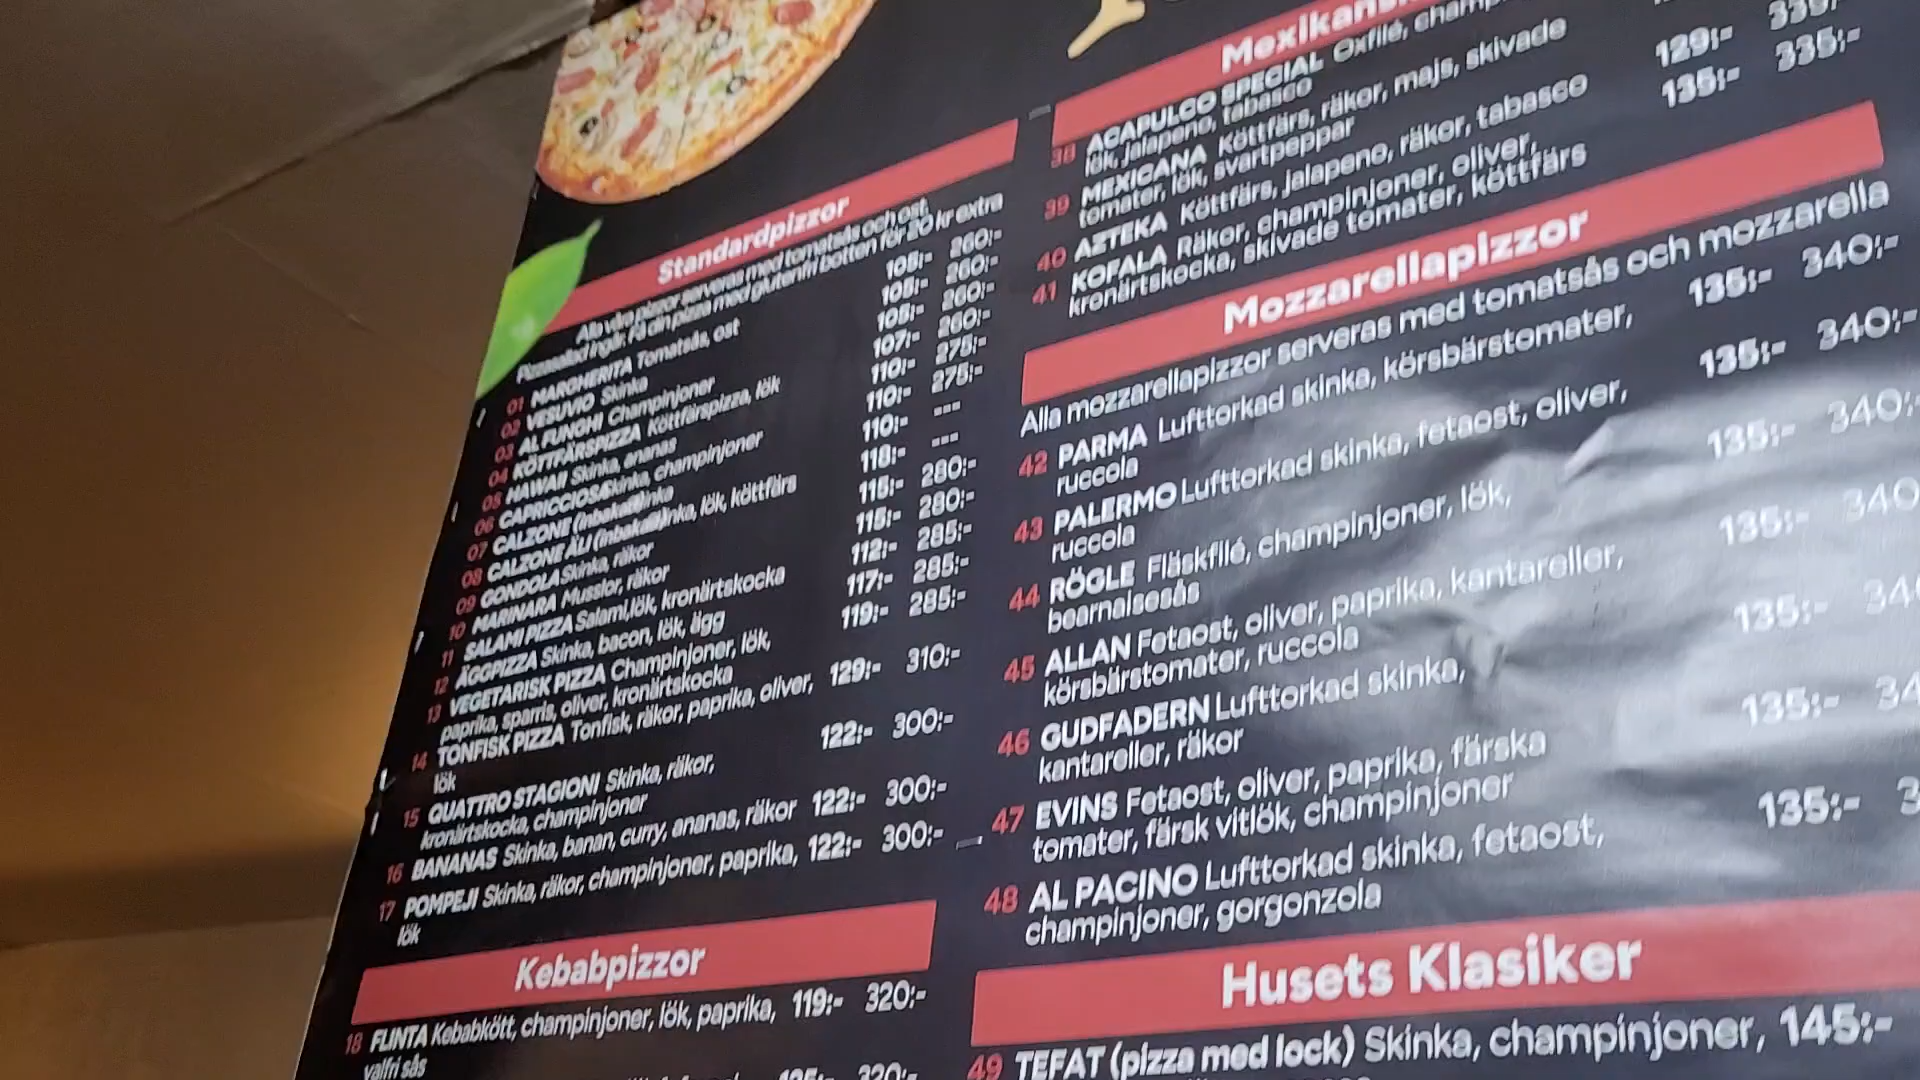 Standardpizzor
Alla våra pizzor serveras med tomatsås och ost.
Pizzasallad ingår. Få din pizza med glutenfri botten för 20 kr extra
01 MARGHERITA Tomatsås, ost 105:- 260:-
02 VESUVIO Skinka 105:- 260:-
03 AL FUNGHI Champinjoner 105:- 260:-
04 KÖTTFÄRSPIZZA Köttfärspizza, lök 107:- 260:-
05 HAWAII Skinka, ananas 110:- 275:-
06 CAPRICCIOSA Skinka, champinjoner 110:- 275:-
07 CALZONE (inbakad) Skinka 110:- ---
08 CALZONE ÄLI (inbakad) Skinka, lök, köttfärs 118:- ---
09 GONDOLA Skinka, räkor 115:- 280:-
10 MARINARA Musslor, räkor 115:- 280:-
11 SALAMI PIZZA Salami, lök, kronärtskocka 112:- 285:-
12 ÄGGPIZZA Skinka, bacon, lök, ägg 117:- 285:-
13 VEGETARISK PIZZA Champinjoner, lök, 119:- 285:-
paprika, sparris, oliver, kronärtskocka
14 TONFISK PIZZA Tonfisk, räkor, paprika, oliver, 129:- 310:-
lök
15 QUATTRO STAGIONI Skinka, räkor, 122:- 300:-
kronärtskocka, champinjoner
16 BANANAS Skinka, banan, curry, ananas, räkor 122:- 300:-
17 POMPEJI Skinka, räkor, champinjoner, paprika, 122:- 300:-
lök
Kebabpizzor
18 FLINTA Kebabkött, champinjoner, lök, paprika, 119:- 320:-
valfri sås
320:-
38 ACAPULCO SPECIAL Oxfilé,
lök, jalapeno, tabasco
39 MEXICANA Köttfärs, räkor, majs, skivade
tomater, lök, svartpeppar
40 AZTEKA Köttfärs, jalapeno, räkor, tabasco 129:-
41 KOFALA Räkor, champinjoner, oliver, 135:- 335:-
kronärtskocka, skivade tomater, köttfärs
Mozzarellapizzor
Alla mozzarellapizzor serveras med tomatsås och mozzarella
42 PARMA Lufttorkad skinka, körsbärstomater, 135:- 340:-
ruccola
43 PALERMO Lufttorkad skinka, fetaost, oliver, 135:- 340:-
ruccola
44 RÖGLE Fläskfilé, champinjoner, lök, 135:- 340:-
bearnaisesås
45 ALLAN Fetaost, oliver, paprika, kantareller, 135:- 340
körsbärstomater, ruccola
46 GUDFADERN Lufttorkad skinka, 135:- 34
kantareller, räkor
47 EVINS Fetaost, oliver, paprika, färska 135:- 34
tomater, färsk vitlök, champinjoner
48 AL PACINO Lufttorkad skinka, fetaost, 135:- 3
champinjoner, gorgonzola
Husets Klasiker
49 TEFAT (pizza med lock) Skinka, champinjoner, 145:-